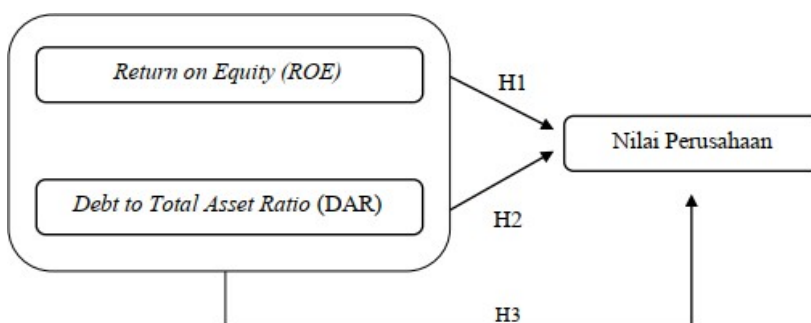 Return on Equity (ROE)
H1
Nilai Perusahaan
Debt to Total Asset Ratio (DAR)
H2
H3